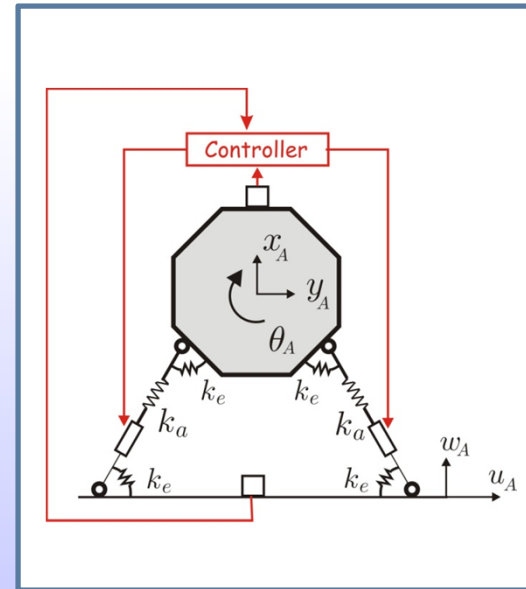 Controller
x_A
y_A
θ_A
k_e k_e
k_a k_a
w_A
k_e k_e
u_A